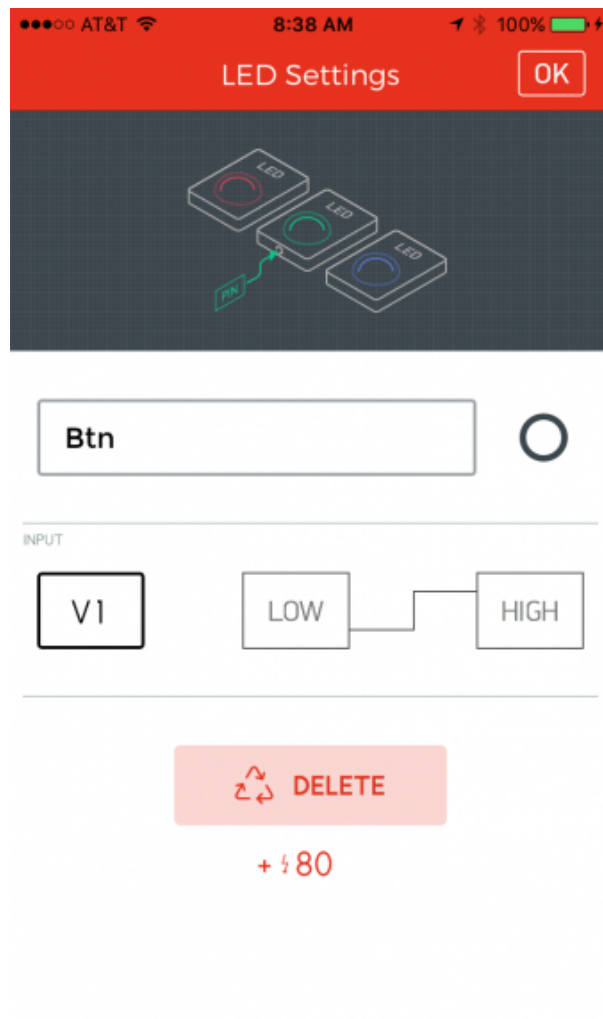 AT&T 8:38 AM 100%
LED Settings OK
LED
LED
LED
PIN
Btn
INPUT
V1 LOW HIGH
DELETE
+ 80